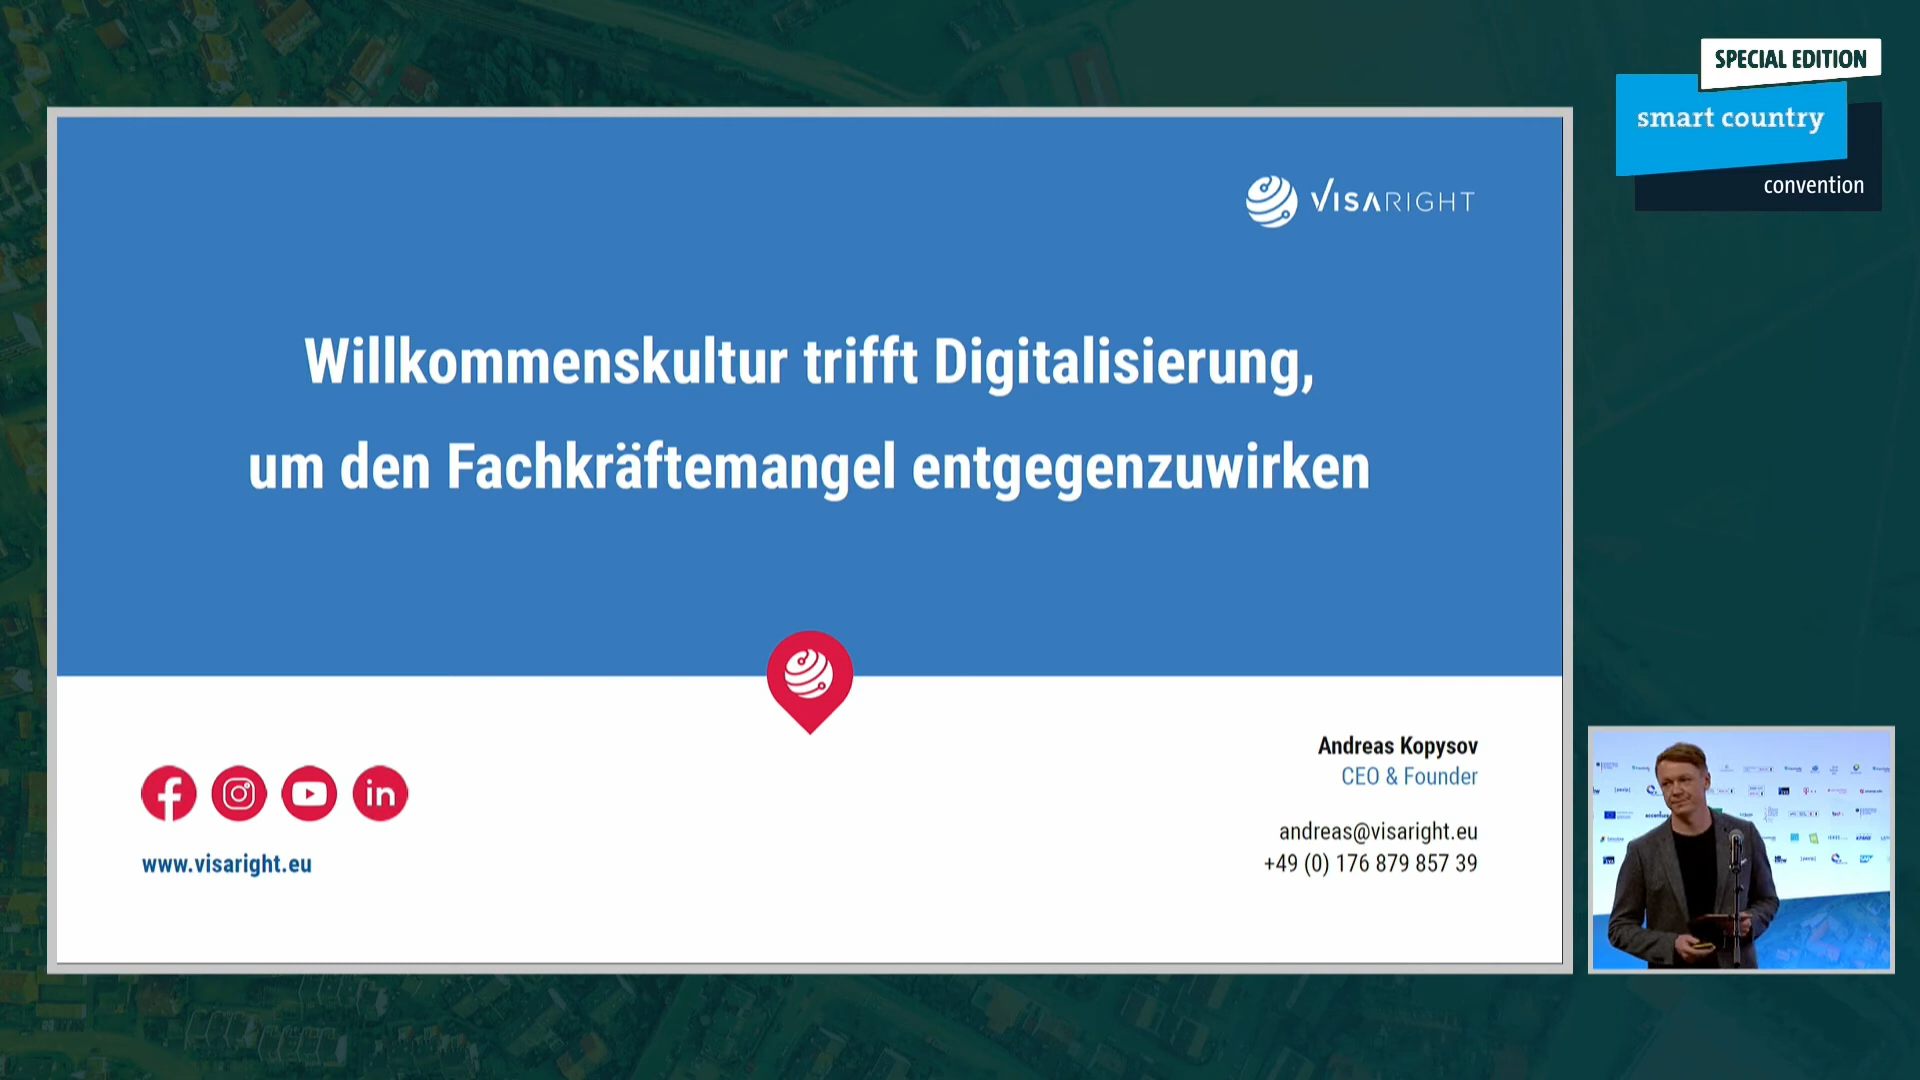 SPECIAL EDITION
smart country
convention
VISARIGHT
Willkommenskultur trifft Digitalisierung,
um den Fachkräftemangel entgegenzuwirken
Andreas Kopysov
CEO & Founder
andreas@visaright.eu
+49 (0) 176 879 857 39
in
www.visaright.eu